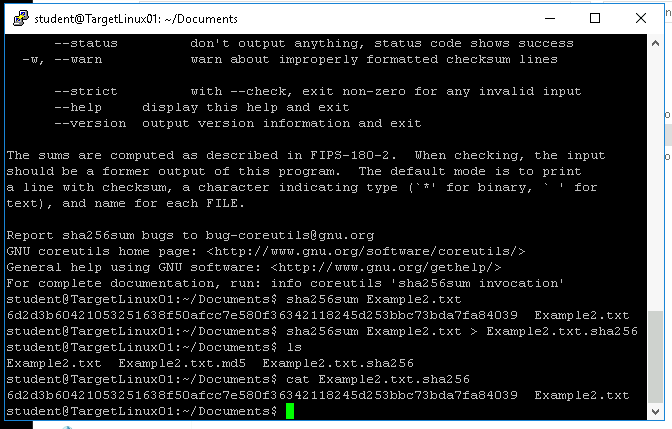 student@TargetLinux01: ~/Documents
--status don't output anything, status code shows success
-w, --warn warn about improperly formatted checksum lines
--strict with --check, exit non-zero for any invalid input
--help display this help and exit
--version output version information and exit
The sums are computed as described in FIPS-180-2. When checking, the input
should be a former output of this program. The default mode is to print
a line with checksum, a character indicating type (`*' for binary, ` ' for
text), and name for each FILE.
Report sha256sum bugs to bug-coreutils@gnu.org
GNU coreutils home page: <http://www.gnu.org/software/coreutils/>
General help using GNU software: <http://www.gnu.org/gethelp/>
For complete documentation, run: info coreutils 'sha256sum invocation'
student@TargetLinux01:~/Documents$ sha256sum Example2.txt
6d2d3b60421053251638f50afcc7e580f36342118245d253bbc73bda7fa84039 Example2.txt
student@TargetLinux01:~/Documents$ sha256sum Example2.txt > Example2.txt.sha256
student@TargetLinux01:~/Documents$ ls
Example2.txt Example2.txt.md5 Example2.txt.sha256
student@TargetLinux01:~/Documents$ cat Example2.txt.sha256
6d2d3b60421053251638f50afcc7e580f36342118245d253bbc73bda7fa84039 Example2.txt
student@TargetLinux01:~/Documents$